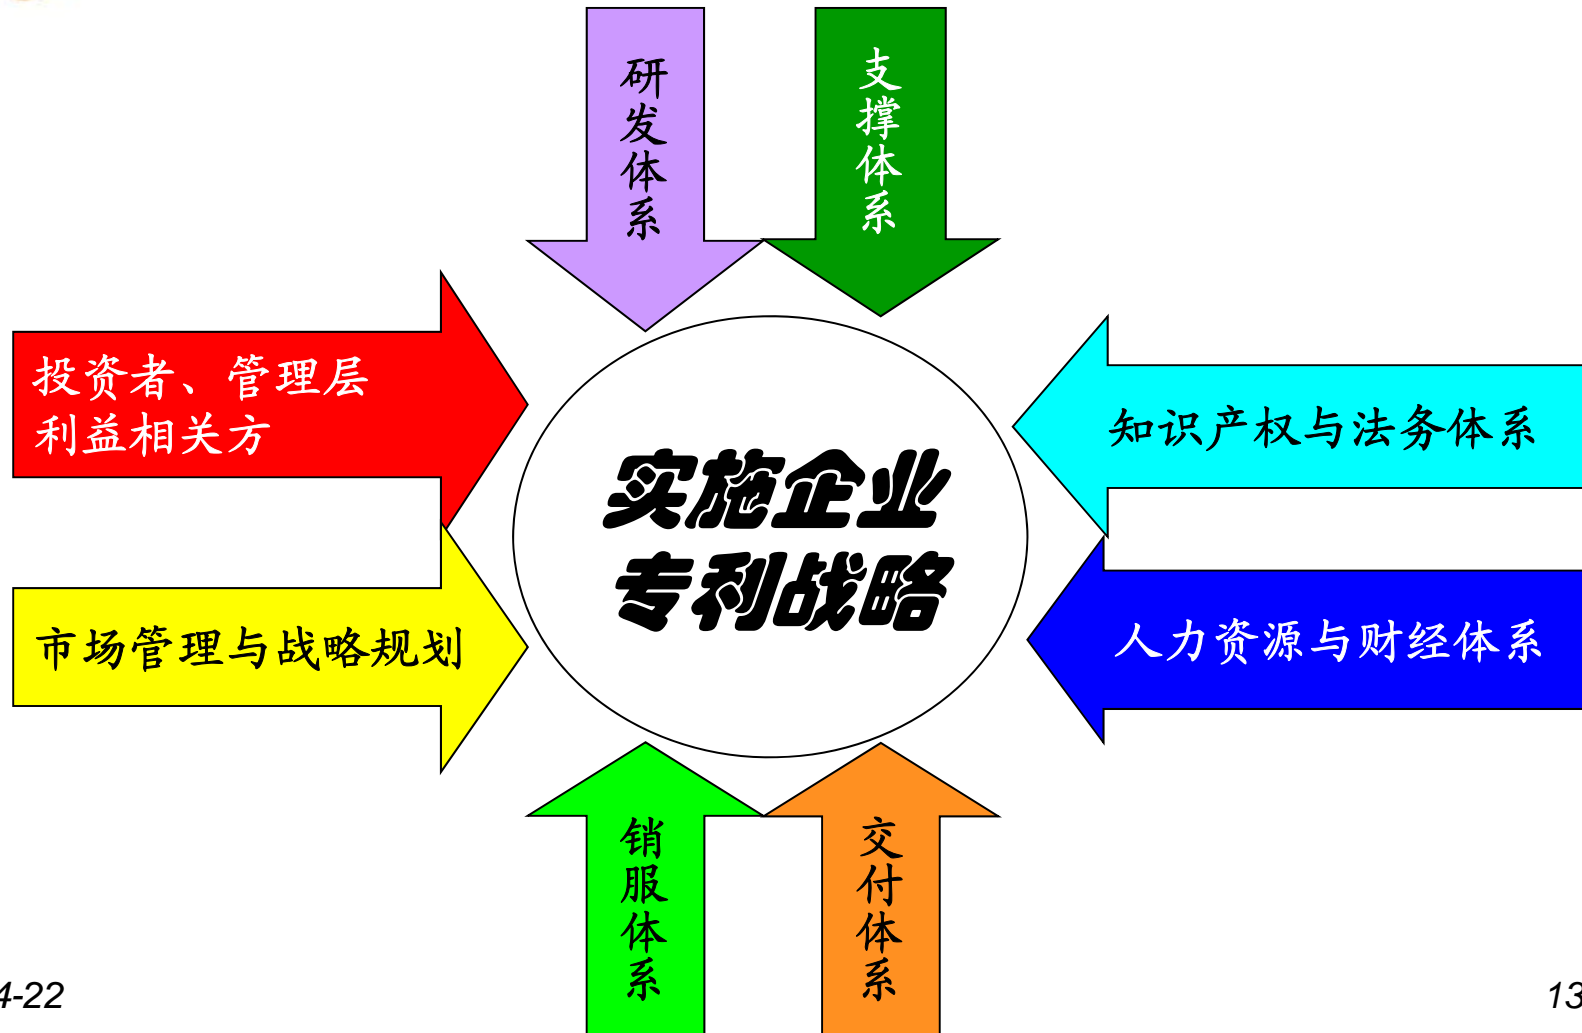 研发体系
支撑体系
投资者、管理层
利益相关方
知识产权与法务体系
实施企业
专利战略
市场管理与战略规划
人力资源与财经体系
销服体系
交付体系
4-22
13